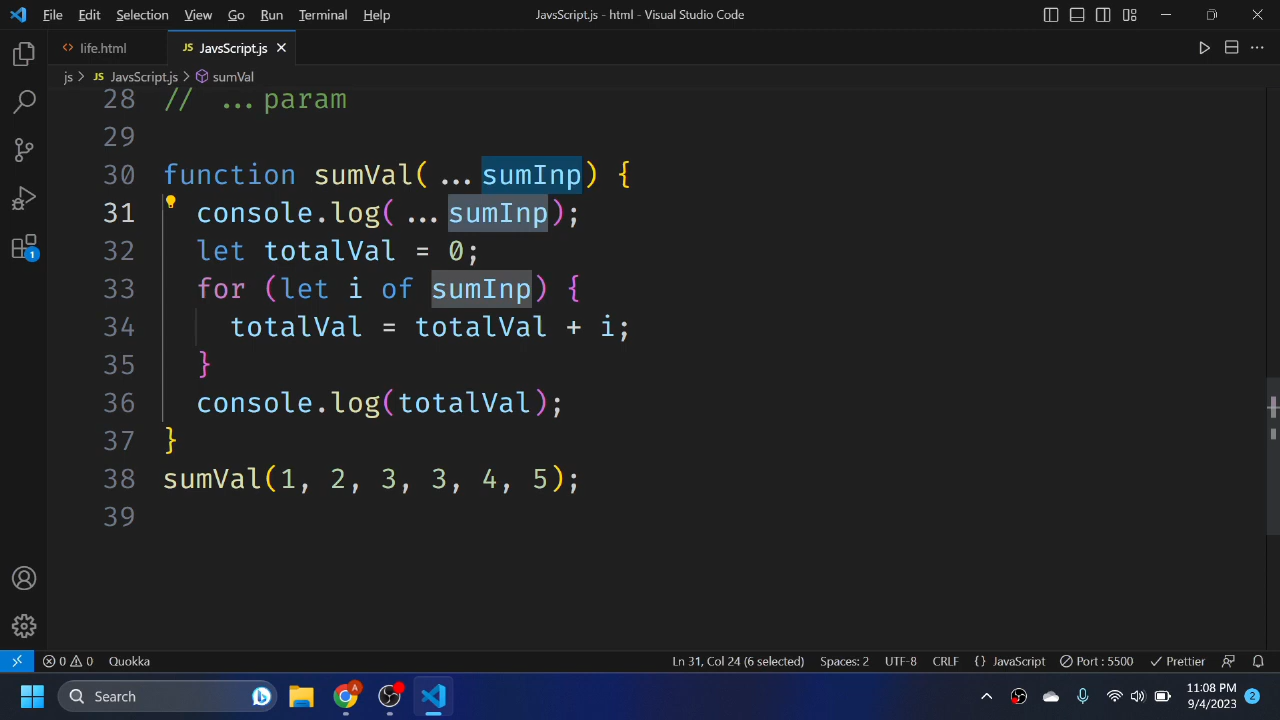 File Edit Selection View Go Run Terminal Help JavsScript.js - html - Visual Studio Code
<> life.html JS JavsScript.js
js > JS JavsScript.js > sumVal
28 // ...param
29
30 function sumVal(...sumInp) {
31 console.log(...sumInp);
32 let totalVal = 0;
33 for (let i of sumInp) {
34 totalVal = totalVal + i;
35 }
36 console.log(totalVal);
37 }
38 sumVal(1, 2, 3, 3, 4, 5);
39
1
0 0 Quokka Ln 31, Col 24 (6 selected) Spaces: 2 UTF-8 CRLF {} JavaScript Port : 5500 Prettier
Search A 11:08 PM
9/4/2023 2